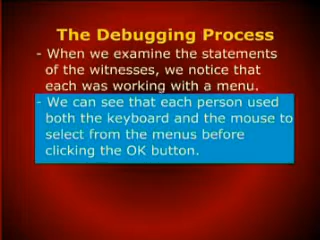 The Debugging Process
- When we examine the statements
of the witnesses, we notice that
each was working with a menu.
- We can see that each person used
both the keyboard and the mouse to
select from the menus before
clicking the OK button.